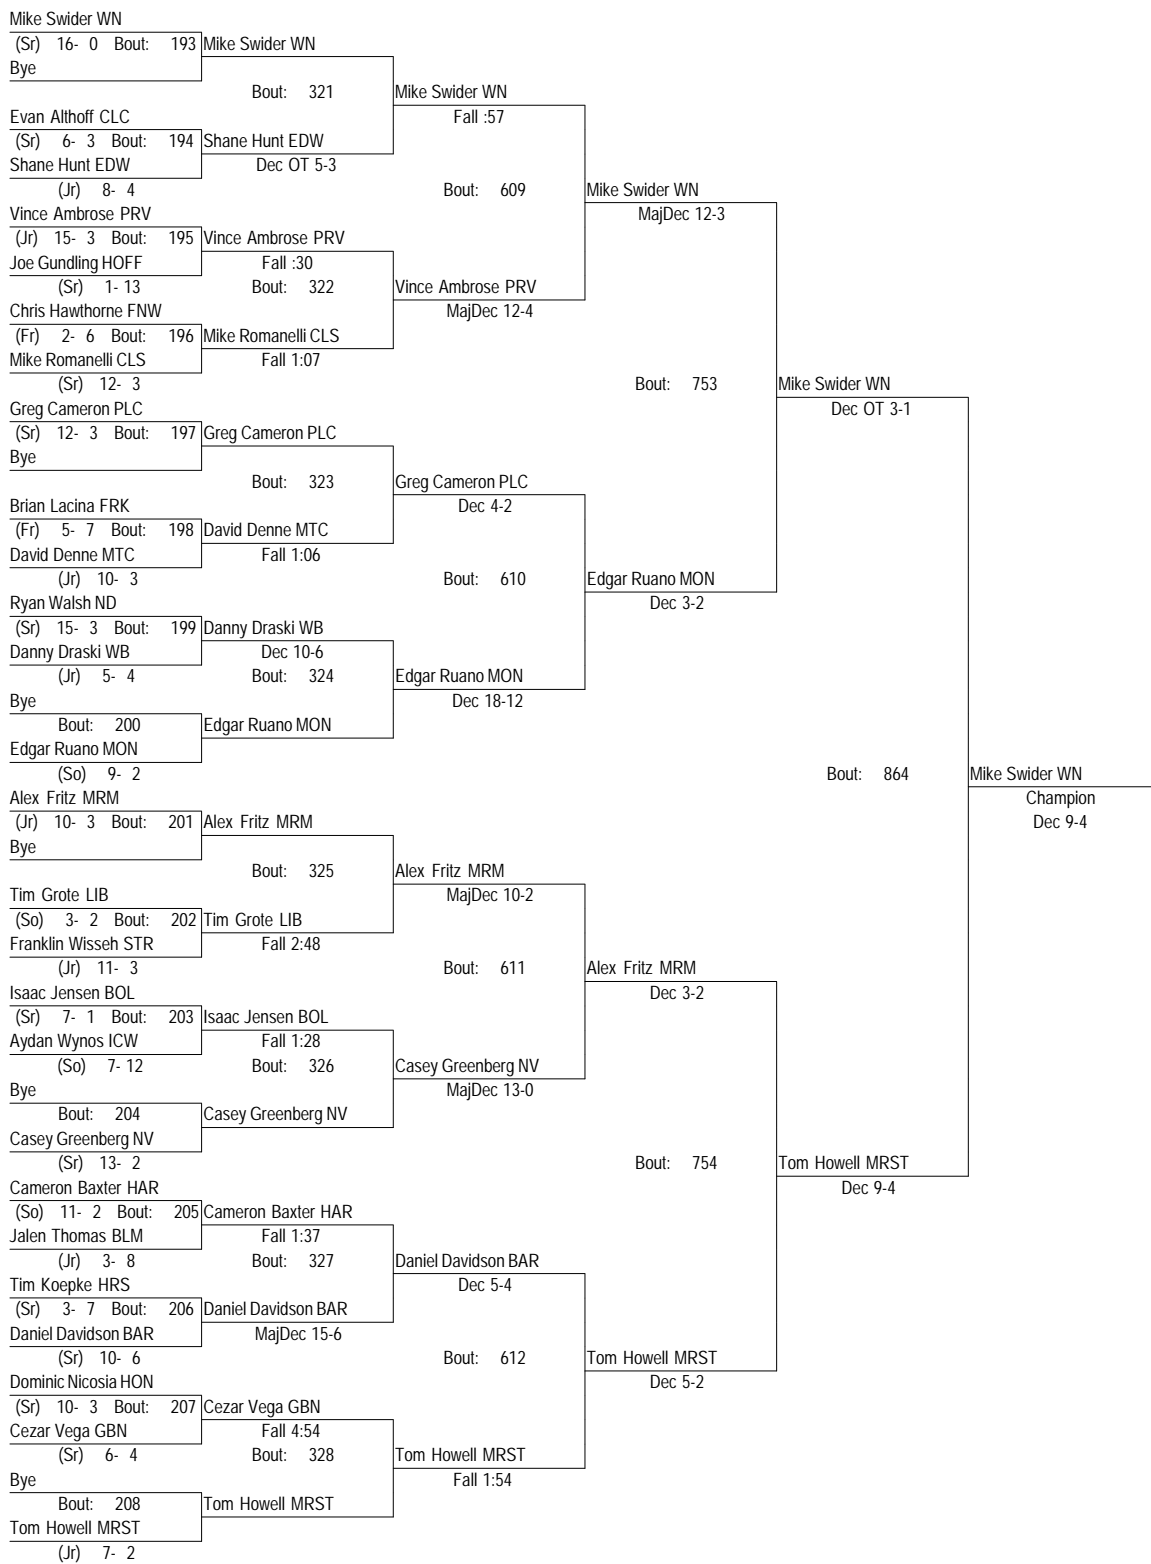 Mike Swider WN
(Sr) 16- 0 Bout: 193 Mike Swider WN
Bye
Bout: 321 Mike Swider WN
Evan Althoff CLC Fall :57
(Sr) 6- 3 Bout: 194 Shane Hunt EDW
Shane Hunt EDW Dec OT 5-3
(Jr) 8- 4 Bout: 609 Mike Swider WN
Vince Ambrose PRV MajDec 12-3
(Jr) 15- 3 Bout: 195 Vince Ambrose PRV
Joe Gundling HOFF Fall :30
(Sr) 1- 13 Bout: 322 Vince Ambrose PRV
Chris Hawthorne FNW MajDec 12-4
(Fr) 2- 6 Bout: 196 Mike Romanelli CLS
Mike Romanelli CLS Fall 1:07
(Sr) 12- 3 Bout: 753 Mike Swider WN
Greg Cameron PLC Dec OT 3-1
(Sr) 12- 3 Bout: 197 Greg Cameron PLC
Bye
Bout: 323 Greg Cameron PLC
Brian Lacina FRK Dec 4-2
(Fr) 5- 7 Bout: 198 David Denne MTC
David Denne MTC Fall 1:06
(Jr) 10- 3 Bout: 610 Edgar Ruano MON
Ryan Walsh ND Dec 3-2
(Sr) 15- 3 Bout: 199 Danny Draski WB
Danny Draski WB Dec 10-6
(Jr) 5- 4 Bout: 324 Edgar Ruano MON
Bye Dec 18-12
Bout: 200 Edgar Ruano MON
Edgar Ruano MON
(So) 9- 2 Bout: 864 Mike Swider WN
Alex Fritz MRM Champion
(Jr) 10- 3 Bout: 201 Alex Fritz MRM Dec 9-4
Bye
Bout: 325 Alex Fritz MRM
Tim Grote LIB MajDec 10-2
(So) 3- 2 Bout: 202 Tim Grote LIB
Franklin Wisseh STR Fall 2:48
(Jr) 11- 3 Bout: 611 Alex Fritz MRM
Isaac Jensen BOL Dec 3-2
(Sr) 7- 1 Bout: 203 Isaac Jensen BOL
Aydan Wynos ICW Fall 1:28
(So) 7- 12 Bout: 326 Casey Greenberg NV
Bye MajDec 13-0
Bout: 204 Casey Greenberg NV
Casey Greenberg NV
(Sr) 13- 2 Bout: 754 Tom Howell MRST
Cameron Baxter HAR Dec 9-4
(So) 11- 2 Bout: 205 Cameron Baxter HAR
Jalen Thomas BLM Fall 1:37
(Jr) 3- 8 Bout: 327 Daniel Davidson BAR
Tim Koepke HRS Dec 5-4
(Sr) 3- 7 Bout: 206 Daniel Davidson BAR
Daniel Davidson BAR MajDec 15-6
(Sr) 10- 6 Bout: 612 Tom Howell MRST
Dominic Nicosia HON Dec 5-2
(Sr) 10- 3 Bout: 207 Cezar Vega GBN
Cezar Vega GBN Fall 4:54
(Sr) 6- 4 Bout: 328 Tom Howell MRST
Bye Fall 1:54
Bout: 208 Tom Howell MRST
Tom Howell MRST
(Jr) 7- 2